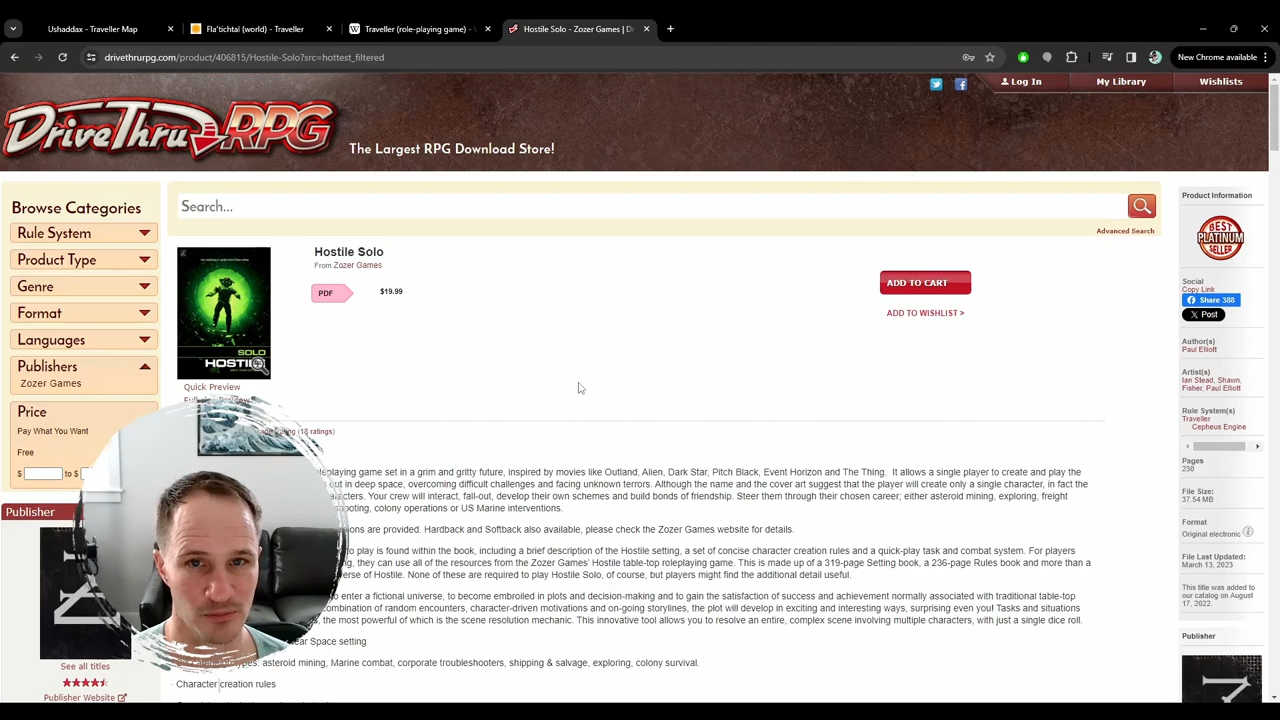 Ushaddax - Traveller Map
Fla'tichtal (world) - Traveller
Traveller (role-playing game) -
Hostile Solo - Zozer Games | D
drivethrurpg.com/product/406815/Hostile-Solo?src=hottest_filtered
New Chrome available
Log In
My Library
Wishlists
DriveThruRPG
The Largest RPG Download Store!
Browse Categories
Rule System
Product Type
Genre
Format
Languages
Publishers
Zozer Games
Price
Pay What You Want
Free
$ to $
Publisher
See all titles
Publisher Website
Search...
Advanced Search
Hostile Solo
From Zozer Games
PDF
$19.99
ADD TO CART
ADD TO WISHLIST >
SOLO
HOSTILE
Quick Preview
(15 ratings)
roleplaying game set in a grim and gritty future, inspired by movies like Outland, Alien, Dark Star, Pitch Black, Event Horizon and The Thing. It allows a single player to create and play the
out in deep space, overcoming difficult challenges and facing unknown terrors. Although the name and the cover art suggest that the player will create only a single character, in fact the
Your crew will interact, fall-out, develop their own schemes and build bonds of friendship. Steer them through their chosen career; either asteroid mining, exploring, freight
colony operations or US Marine interventions.
are provided. Hardback and Softback also available, please check the Zozer Games website for details.
to play is found within the book, including a brief description of the Hostile setting, a set of concise character creation rules and a quick-play task and combat system. For players
they can use all of the resources from the Zozer Games' Hostile table-top roleplaying game. This is made up of a 319-page Setting book, a 236-page Rules book and more than a
of Hostile. None of these are required to play Hostile Solo, of course, but players might find the additional detail useful.
to enter a fictional universe, to become embroiled in plots and decision-making and to gain the satisfaction of success and achievement normally associated with traditional table-top
combination of random encounters, character-driven motivations and on-going storylines, the plot will develop in exciting and interesting ways, surprising even you! Tasks and situations
the most powerful of which is the scene resolution mechanic. This innovative tool allows you to resolve an entire, complex scene involving multiple characters, with just a single dice roll.
Space setting
asteroid mining, Marine combat, corporate troubleshooters, shipping & salvage, exploring, colony survival.
· Character creation rules
Product Information
BEST
PLATINUM
SELLER
Social
Copy Link
Share 388
Post
Author(s)
Paul Elliott
Artist(s)
Ian Stead, Shawn,
Fisher, Paul Elliott
Rule System(s)
Traveller
Cepheus Engine
Pages
230
File Size:
37.54 MB
Format
Original electronic
File Last Updated:
March 13, 2023
This title was added to
our catalog on August
17, 2022.
Publisher